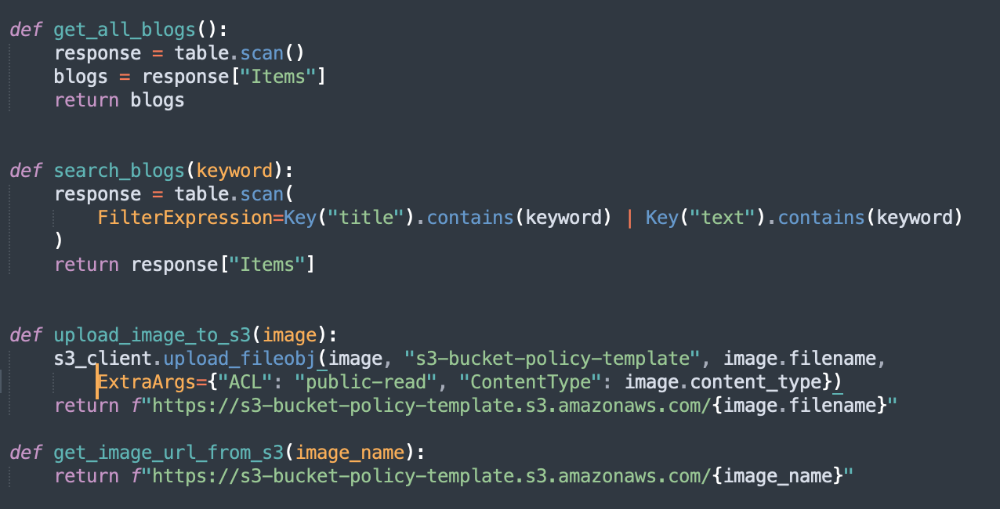 def get_all_blogs():
    response = table.scan()
    blogs = response["Items"]
    return blogs
def search_blogs(keyword):
    response = table.scan(
        FilterExpression=Key("title").contains(keyword) | Key("text").contains(keyword)
    )
    return response["Items"]
def upload_image_to_s3(image):
    s3_client.upload_fileobj(image, "s3-bucket-policy-template", image.filename,
        ExtraArgs={"ACL": "public-read", "ContentType": image.content_type})
    return f"https://s3-bucket-policy-template.s3.amazonaws.com/{image.filename}"
def get_image_url_from_s3(image_name):
    return f"https://s3-bucket-policy-template.s3.amazonaws.com/{image_name}"